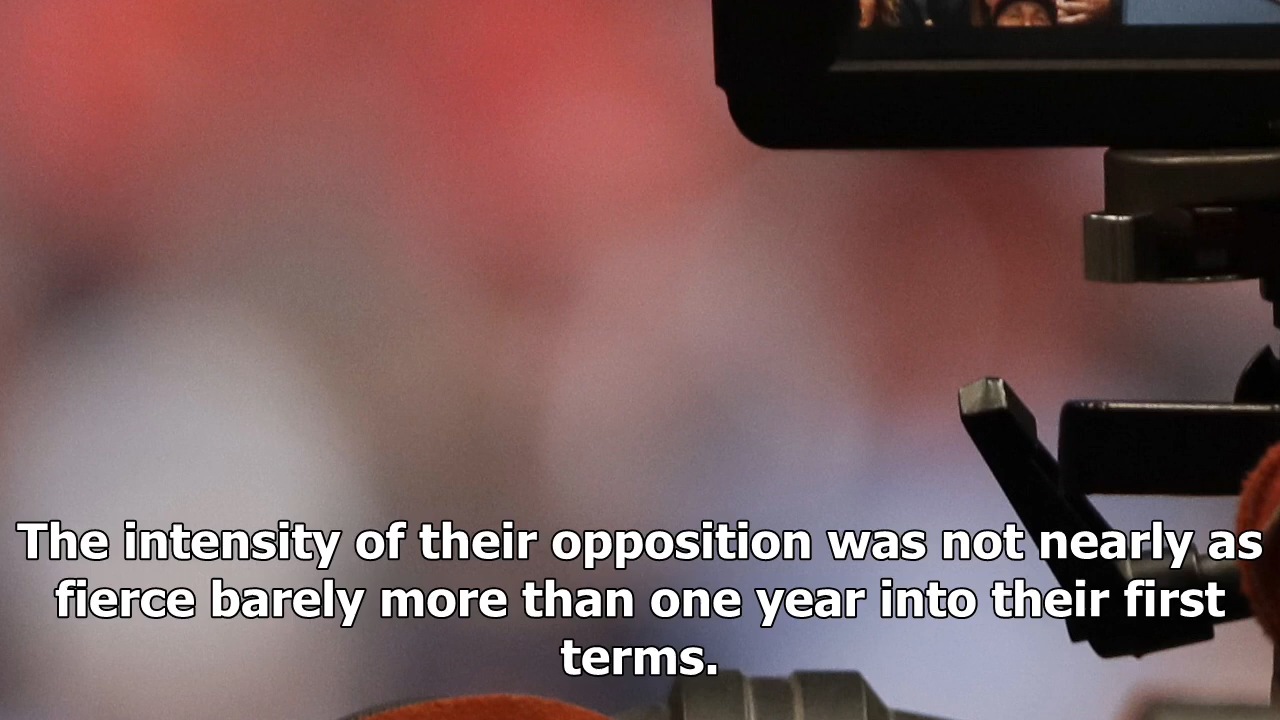 The intensity of their opposition was not nearly as
fierce barely more than one year into their first
terms.